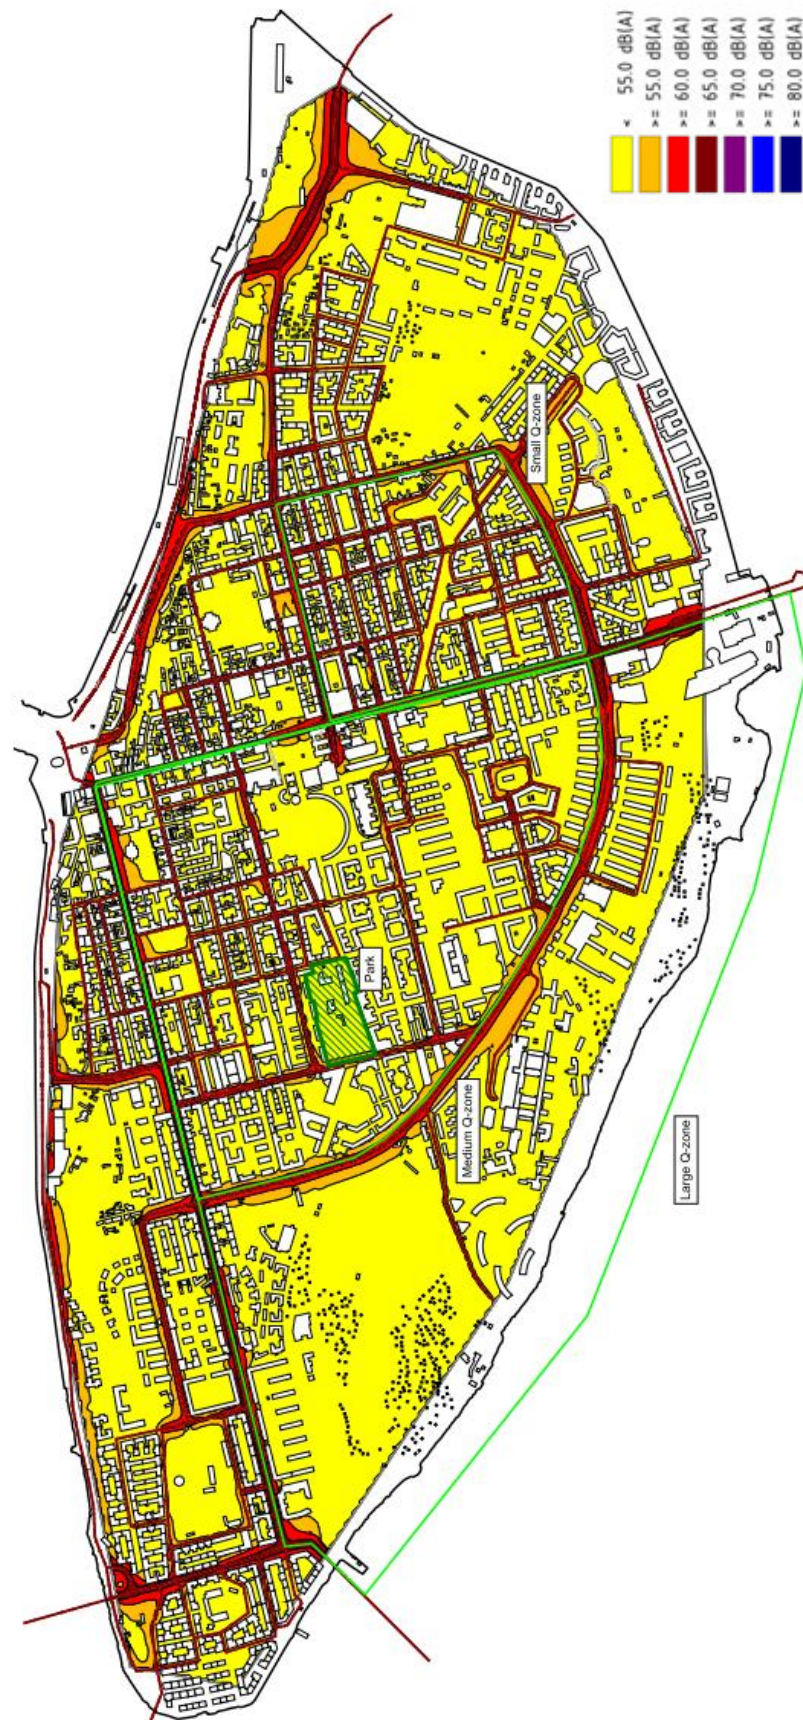 < 55.0 dB(A)
>= 55.0 dB(A)
>= 60.0 dB(A)
>= 65.0 dB(A)
>= 70.0 dB(A)
>= 75.0 dB(A)
>= 80.0 dB(A)
Small Q-zone
Park
Medium Q-zone
Large Q-zone